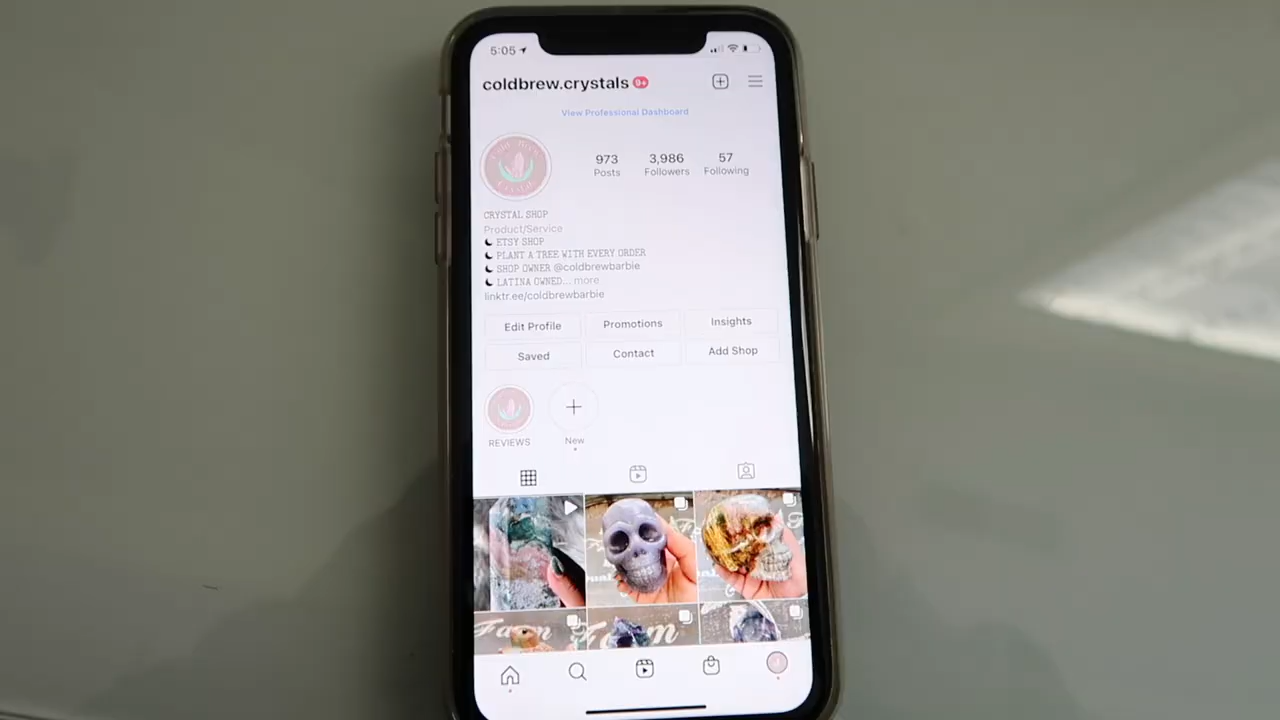 5:05
coldbrew.crystals 9+
View Professional Dashboard
973 3,986 57
Posts Followers Following
CRYSTAL SHOP
Product/Service
ETSY SHOP
PLANT A TREE WITH EVERY ORDER
SHOP OWNER @coldbrewbarbie
LATINA OWNED... more
linktr.ee/coldbrewbarbie
Edit Profile Promotions Insights
Saved Contact Add Shop
REVIEWS New
Farm